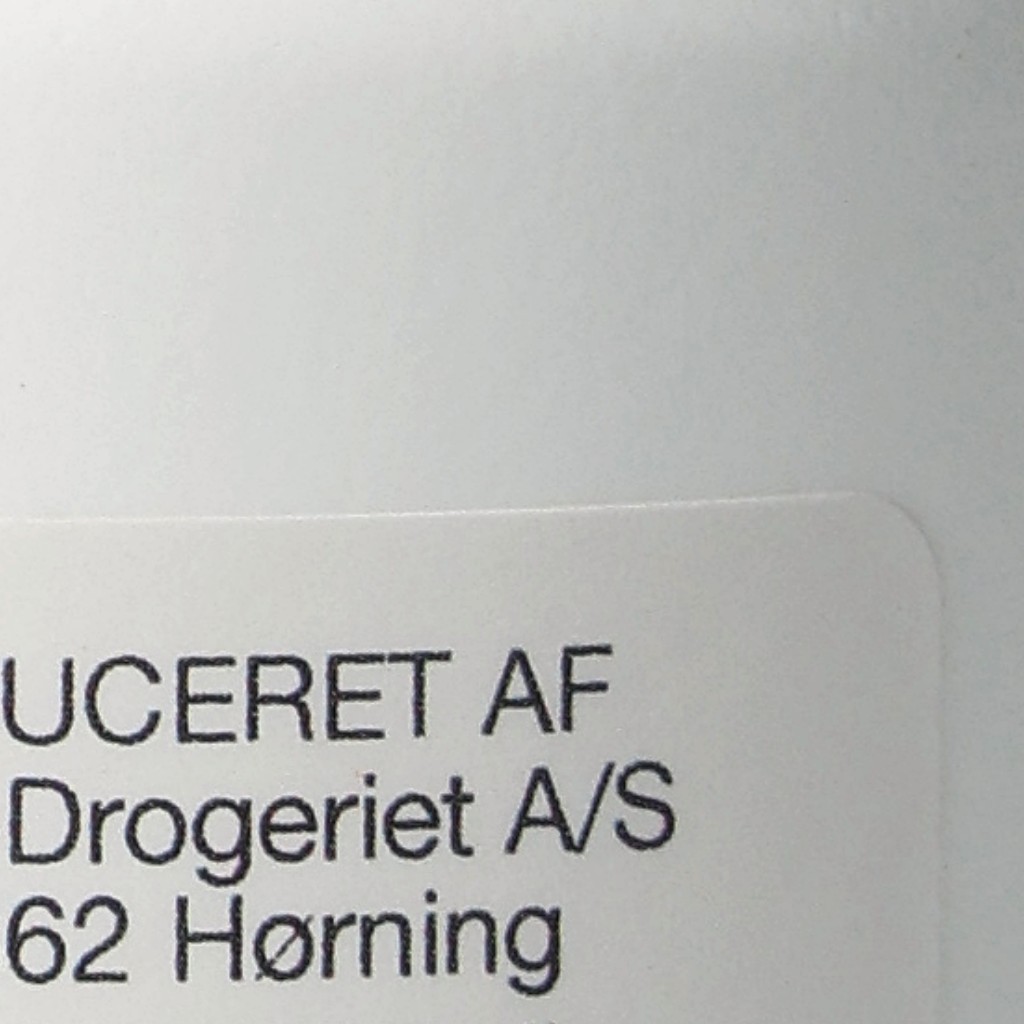 UCERET AF
Drogeriet A/S
62 Hørning